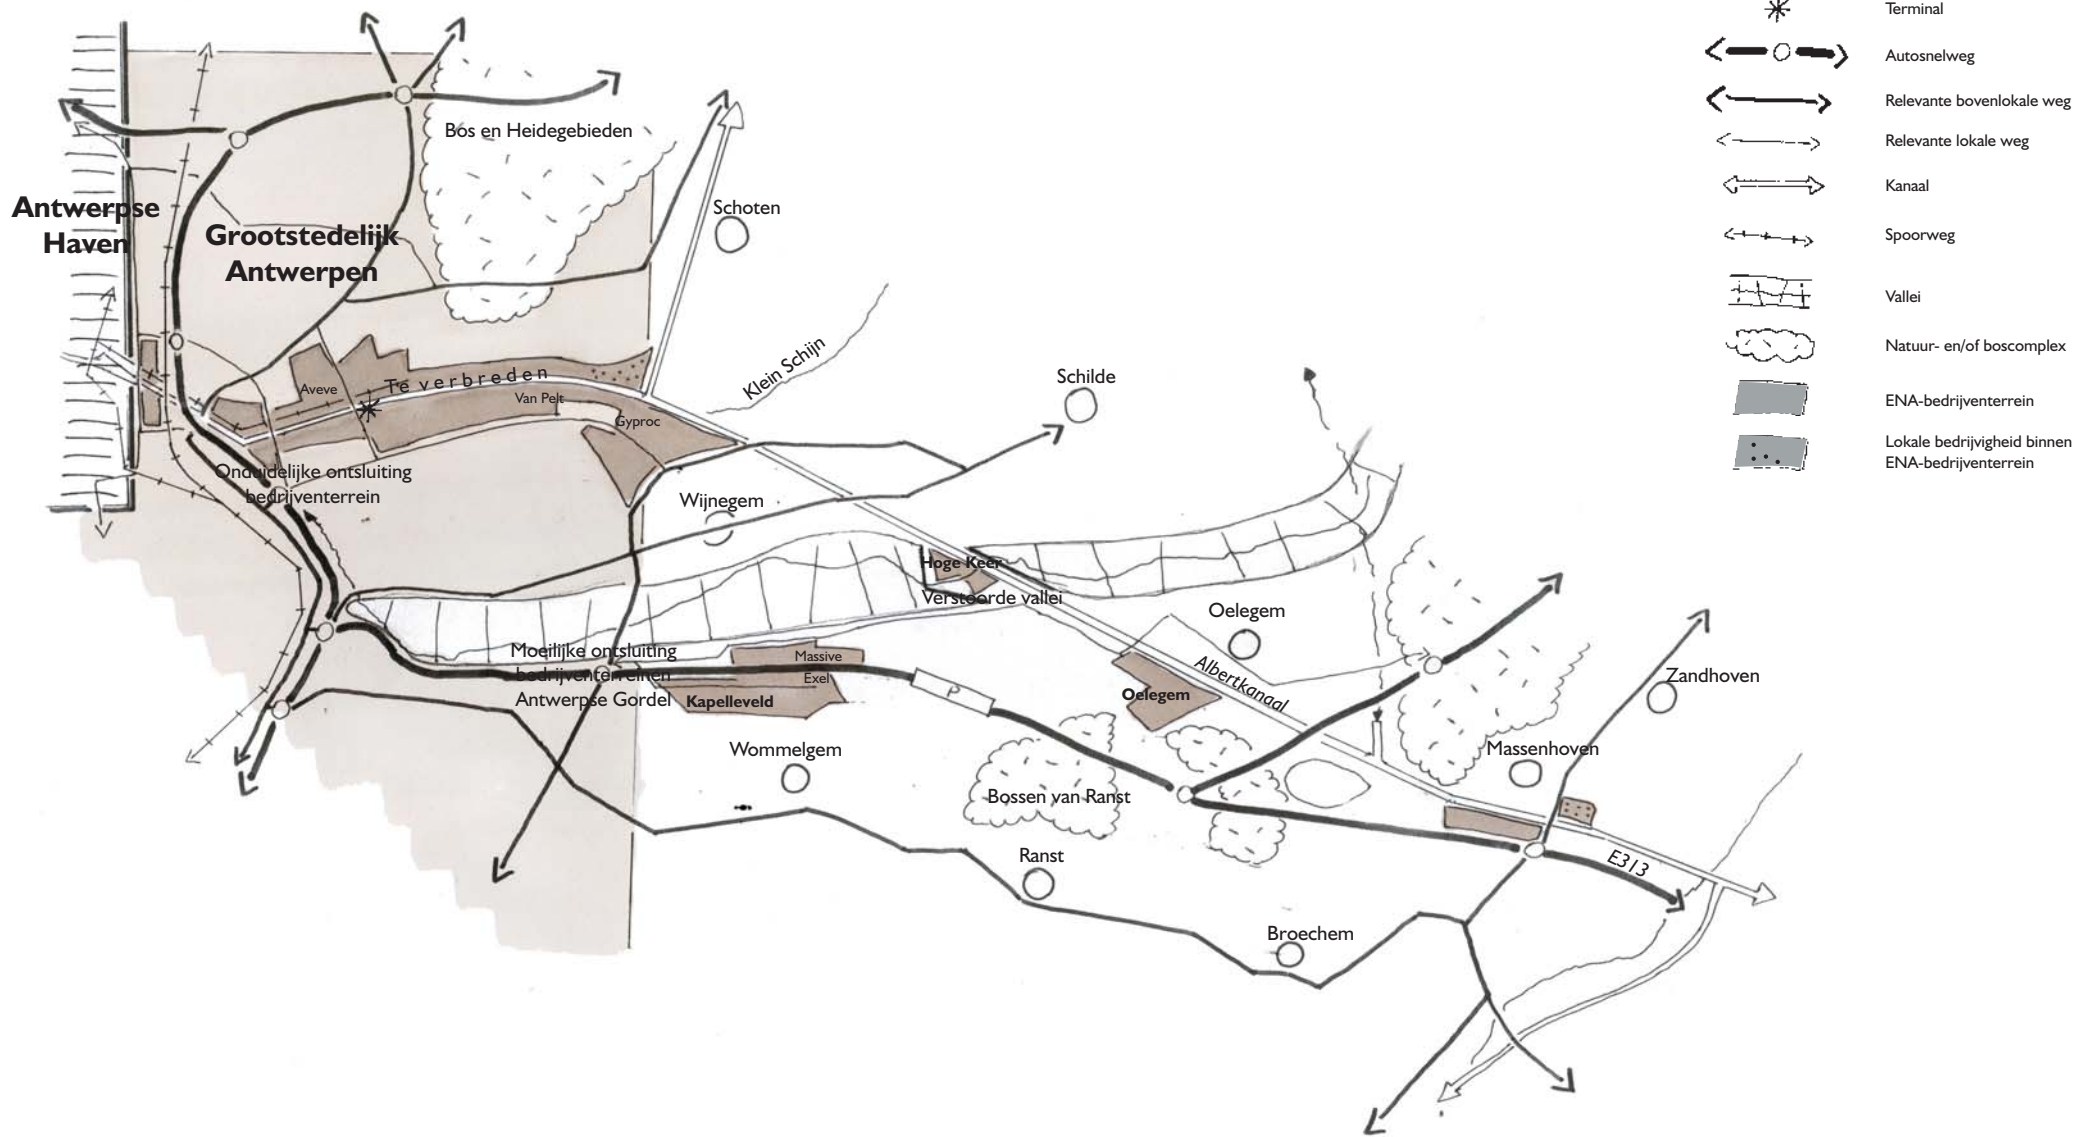 Terminal
Autosnelweg
Relevante bovenlokale weg
Relevante lokale weg
Kanaal
Spoorweg
Vallei
Natuur- en/of boscomplex
ENA-bedrijventerrein
Lokale bedrijvigheid binnen
ENA-bedrijventerrein
Bos en Heidegebieden
Antwerpse
Haven
Grootstedelijk
Antwerpen
Schoten
Klein Schijn
Schilde
Aveve
Te verbreden
Van Pelt
Gyproc
Onduidelijke ontsluiting
bedrijventerrein
Wijnegem
Hoge Keer
Verstoorde vallei
Oelegem
Moeilijke ontsluiting
bedrijventerreinen
Antwerpse Gordel
Massive
Exel
Kapelleveld
P
Oelegem
Albertkanaal
Zandhoven
Wommelgem
Massenhoven
Bossen van Ranst
Ranst
E313
Broechem